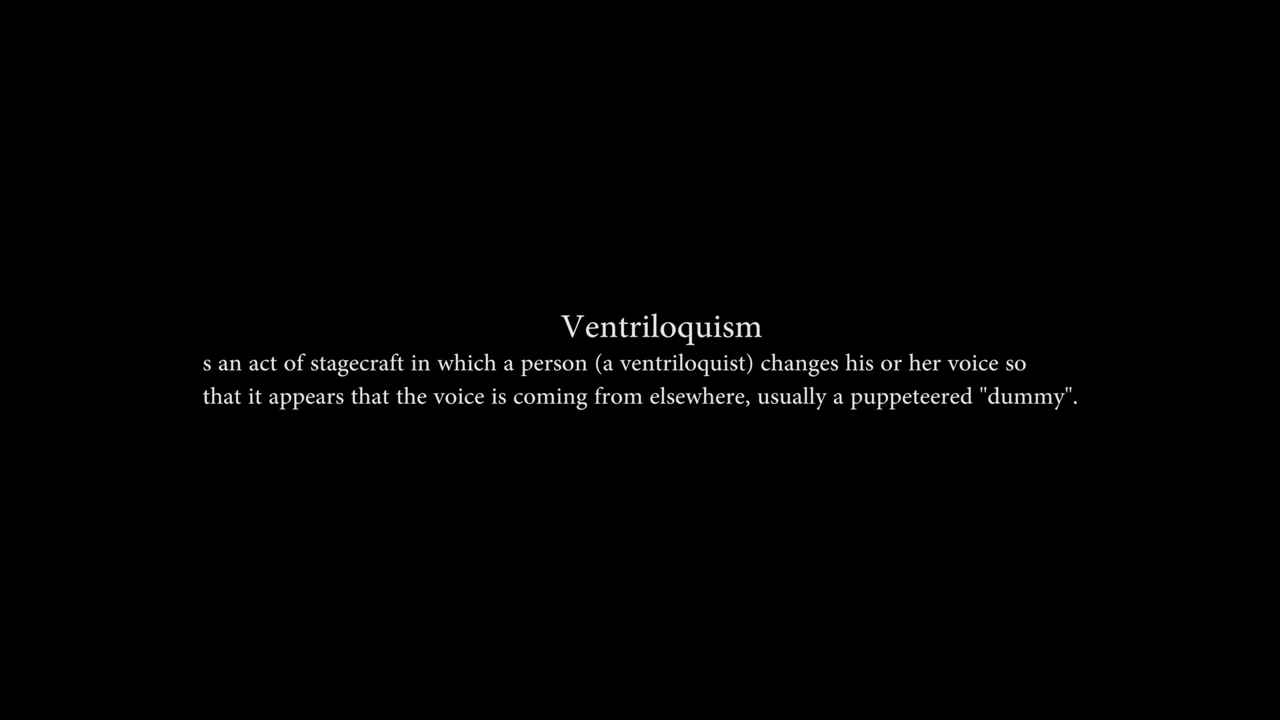 Ventriloquism
s an act of stagecraft in which a person (a ventriloquist) changes his or her voice so
that it appears that the voice is coming from elsewhere, usually a puppeteered "dummy".